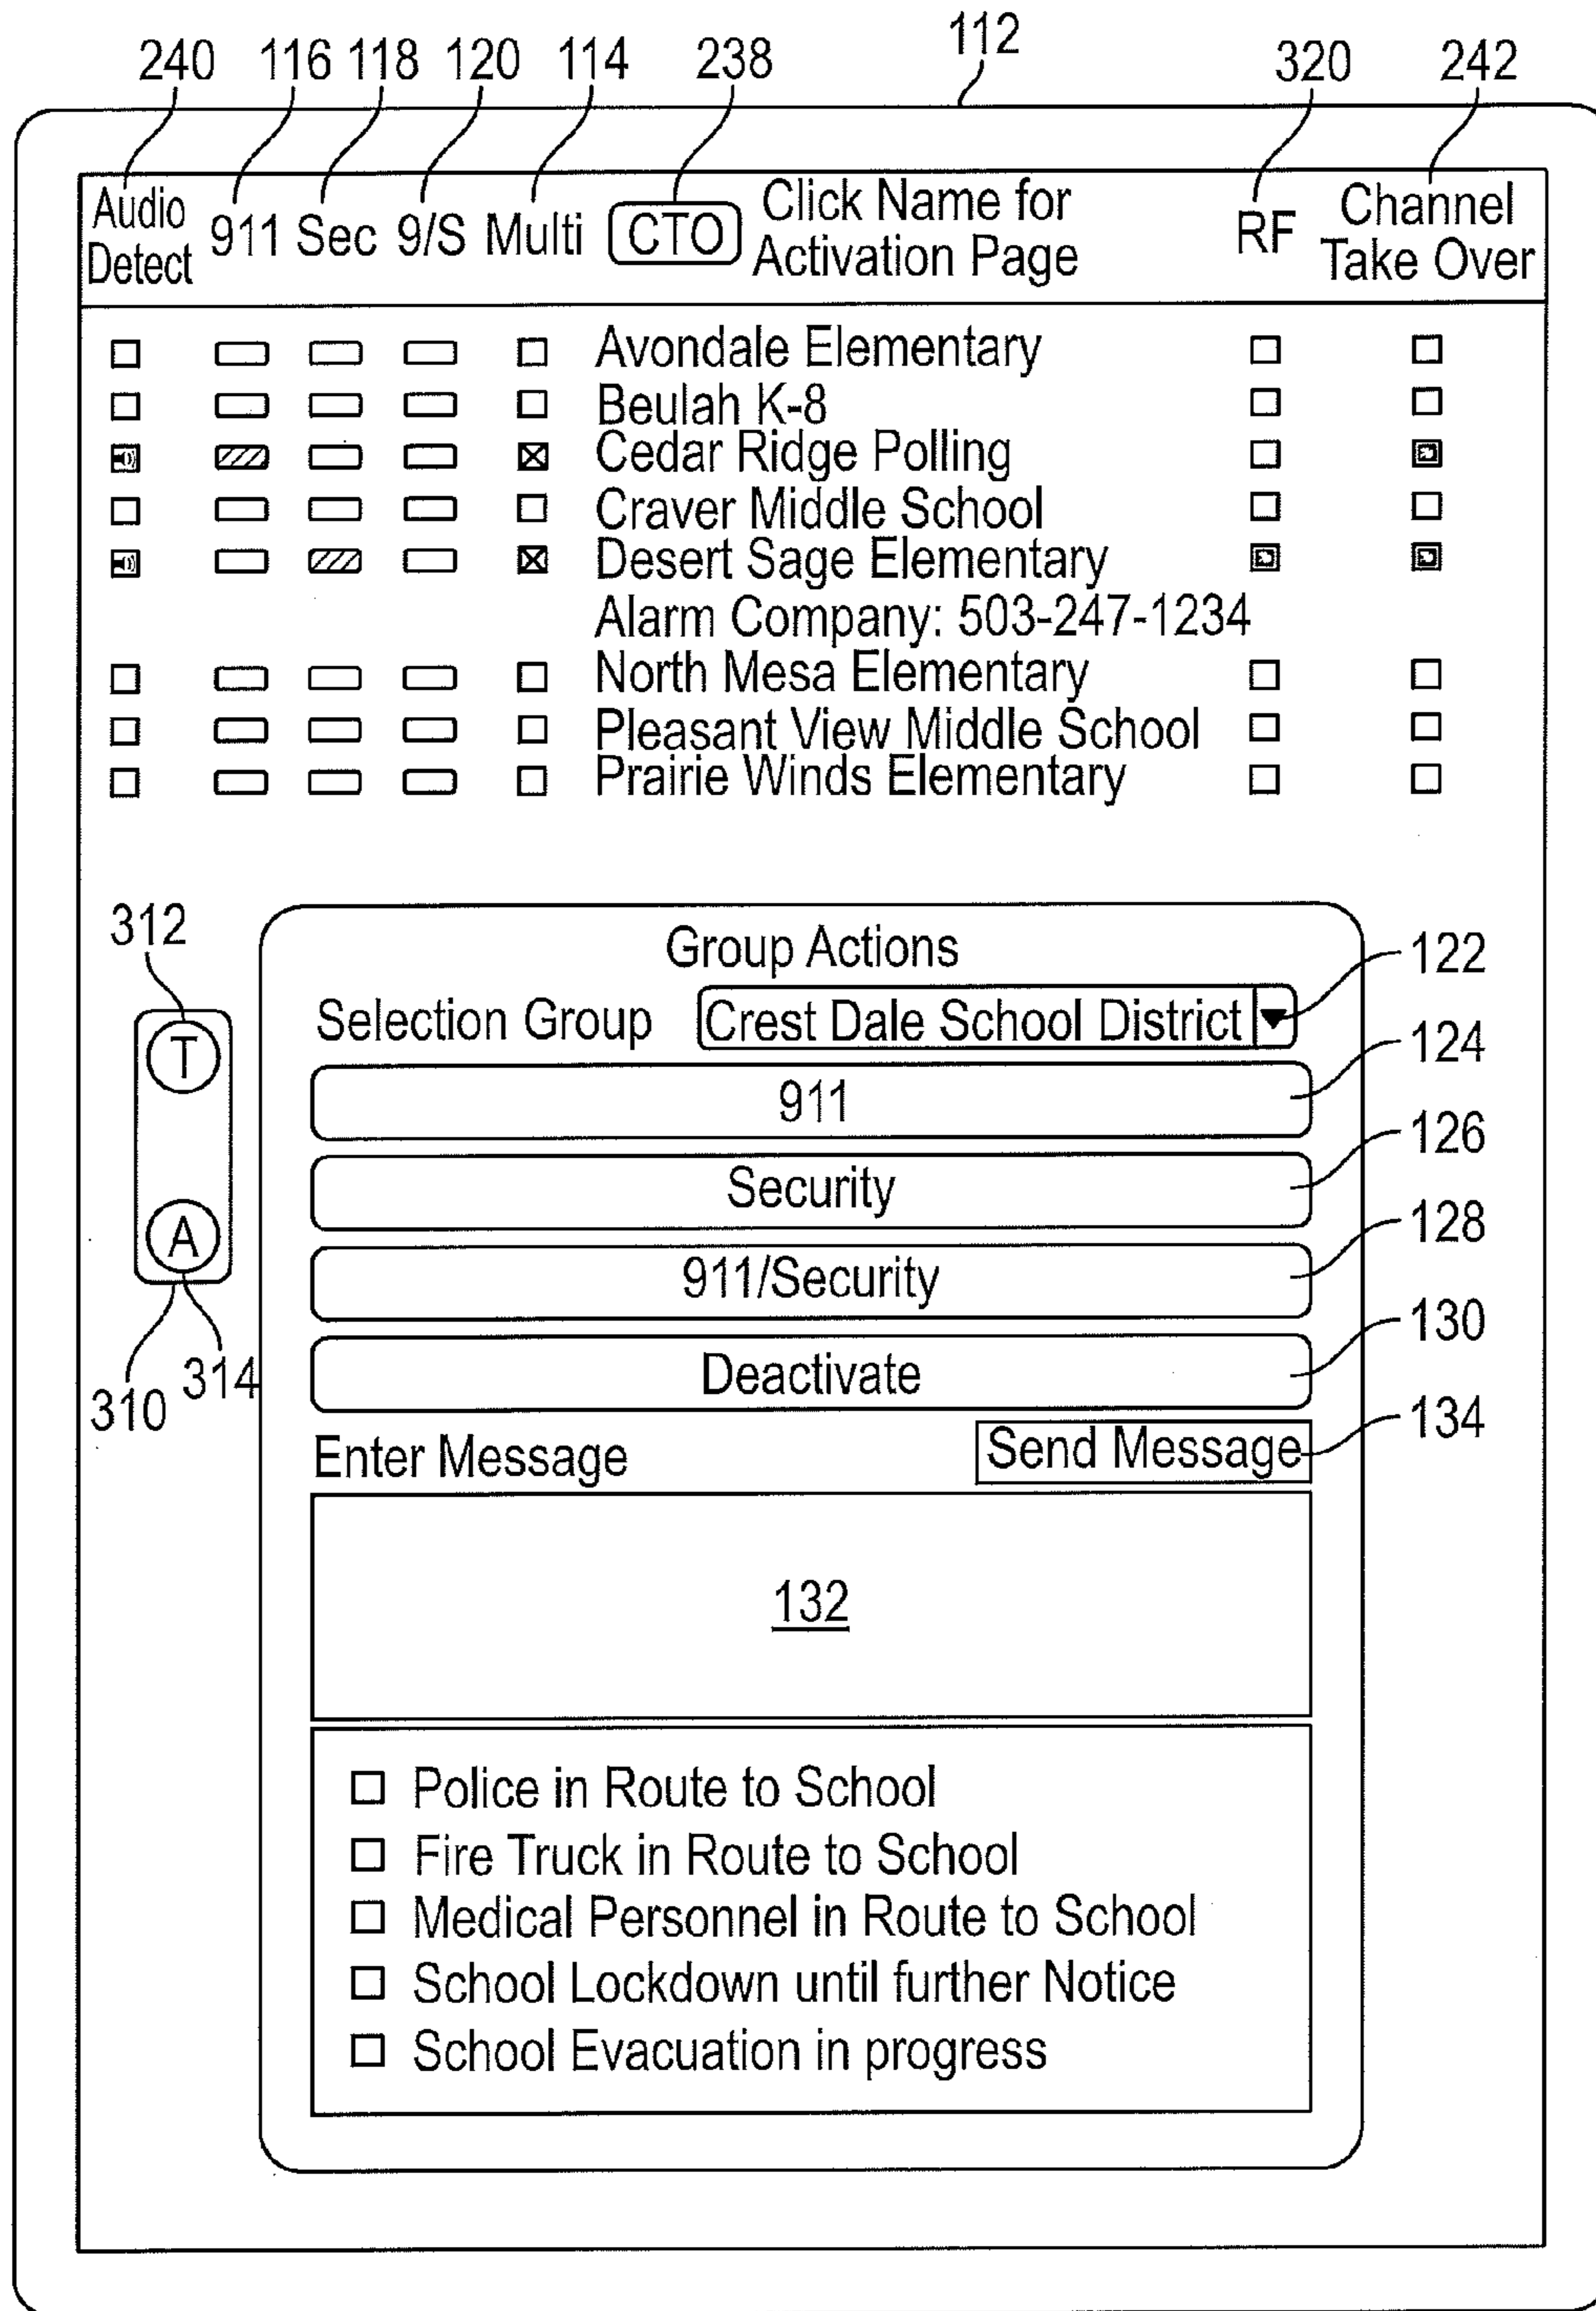 240 116 118 120 114 238 112 320 242
Audio Detect 911 Sec 9/S Multi CTO Click Name for Activation Page RF Channel Take Over
Avondale Elementary
Beulah K-8
Cedar Ridge Polling
Craver Middle School
Desert Sage Elementary
Alarm Company: 503-247-1234
North Mesa Elementary
Pleasant View Middle School
Prairie Winds Elementary
312
Group Actions
122
Selection Group Crest Dale School District
T
124
911
126
Security
A
128
911/Security
130
314
310
Deactivate
134
Enter Message Send Message
132
Police in Route to School
Fire Truck in Route to School
Medical Personnel in Route to School
School Lockdown until further Notice
School Evacuation in progress